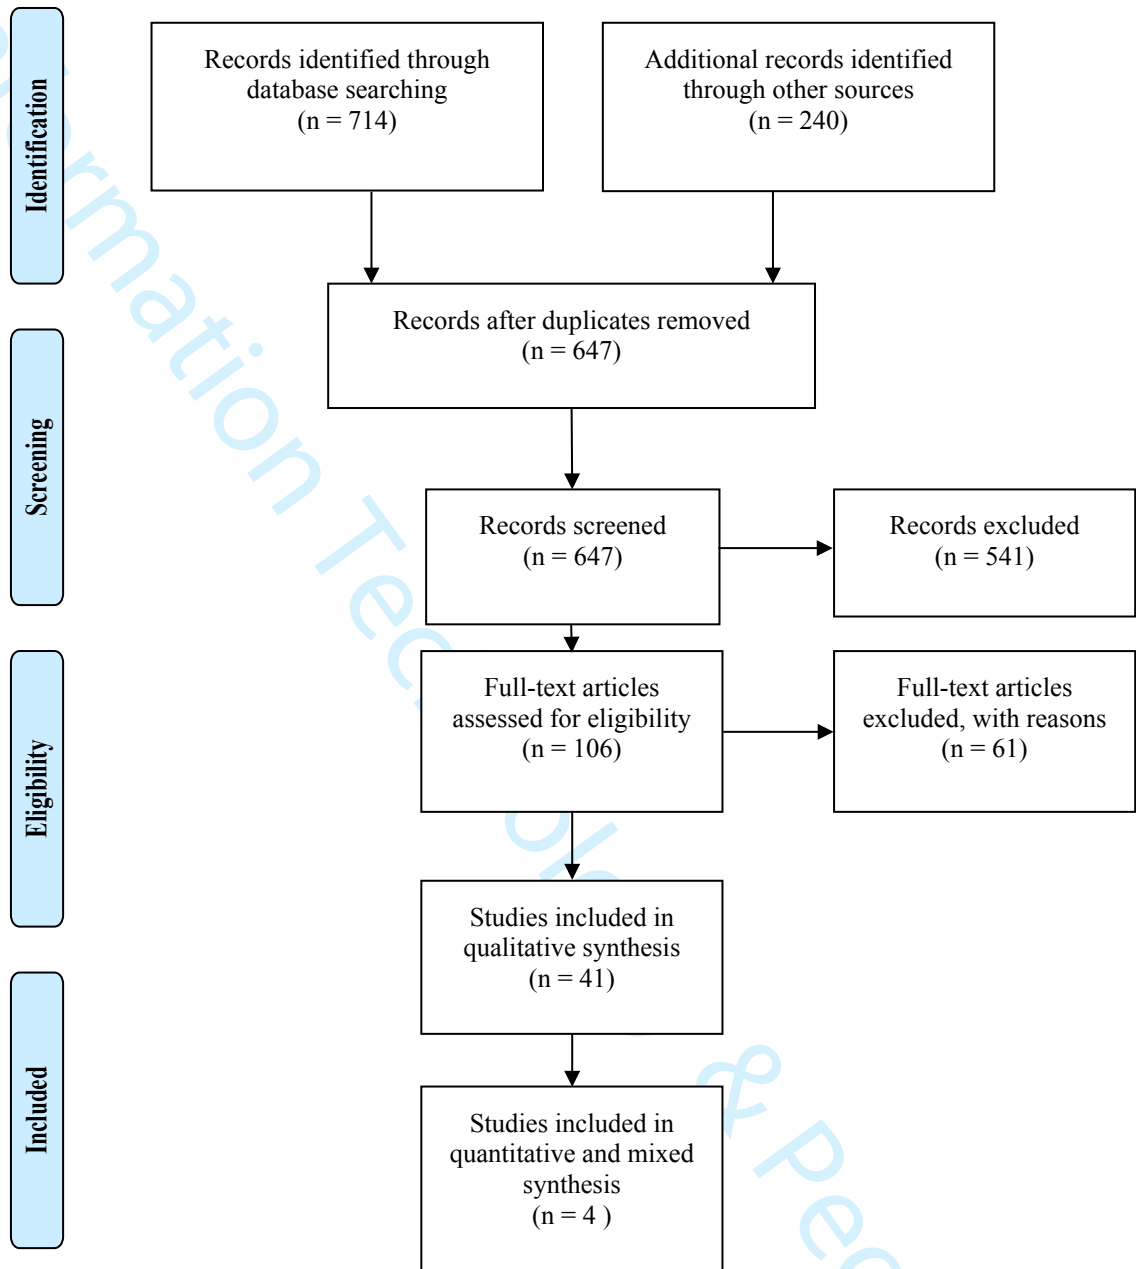 Identification
Records identified through
database searching
(n = 714)
Additional records identified
through other sources
(n = 240)
Records after duplicates removed
(n = 647)
Screening
Records screened
(n = 647)
Records excluded
(n = 541)
Eligibility
Full-text articles
assessed for eligibility
(n = 106)
Full-text articles
excluded, with reasons
(n = 61)
Studies included in
qualitative synthesis
(n = 41)
Included
Studies included in
quantitative and mixed
synthesis
(n = 4 )